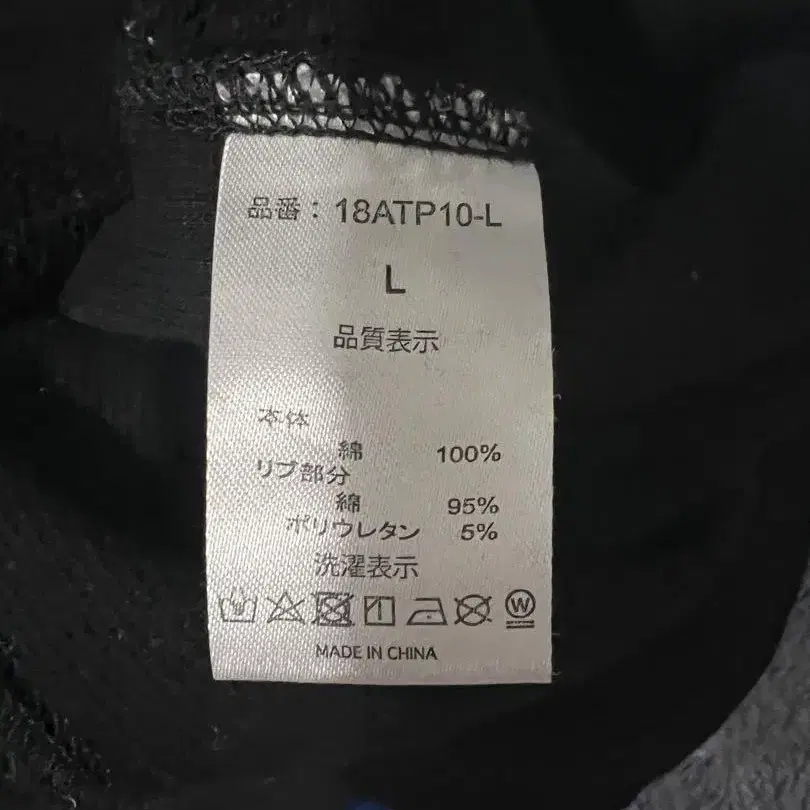 品番：18ATP10-L
L
品質表示
本体
綿 100%
リブ部分
綿 95%
ポリウレタン 5%
洗濯表示
W
MADE IN CHINA